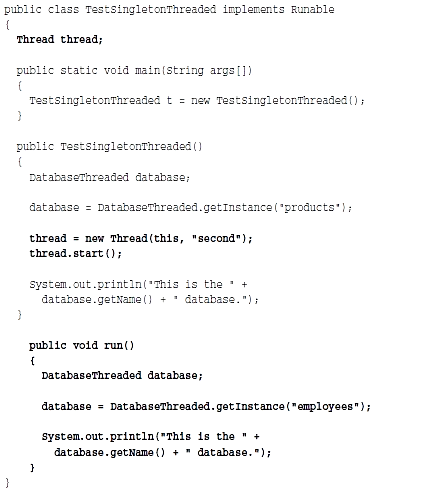 public class TestSingletonThreaded implements Runable
{
Thread thread;
public static void main(String args[])
{
TestSingletonThreaded t = new TestSingletonThreaded();
}
public TestSingletonThreaded()
{
DatabaseThreaded database;
database = DatabaseThreaded.getInstance("products");
thread = new Thread(this, "second");
thread.start();
System.out.println("This is the " +
database.getName() + " database.");
}
public void run()
{
DatabaseThreaded database;
database = DatabaseThreaded.getInstance("employees");
System.out.println("This is the " +
database.getName() + " database.");
}
}